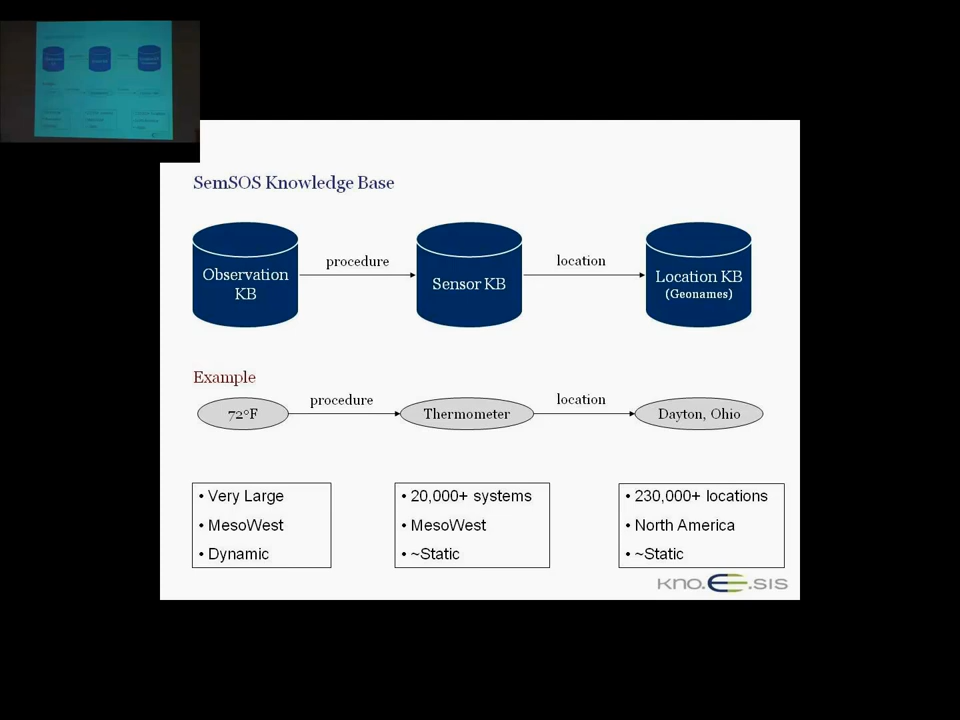 SemSOS Knowledge Base
Observation
KB
procedure
Sensor KB
location
Location KB
(Geonames)
Example
72°F
procedure
Thermometer
location
Dayton, Ohio
• Very Large
• MesoWest
• Dynamic
• 20,000+ systems
• MesoWest
• ~Static
• 230,000+ locations
• North America
• ~Static
kno.e.sis